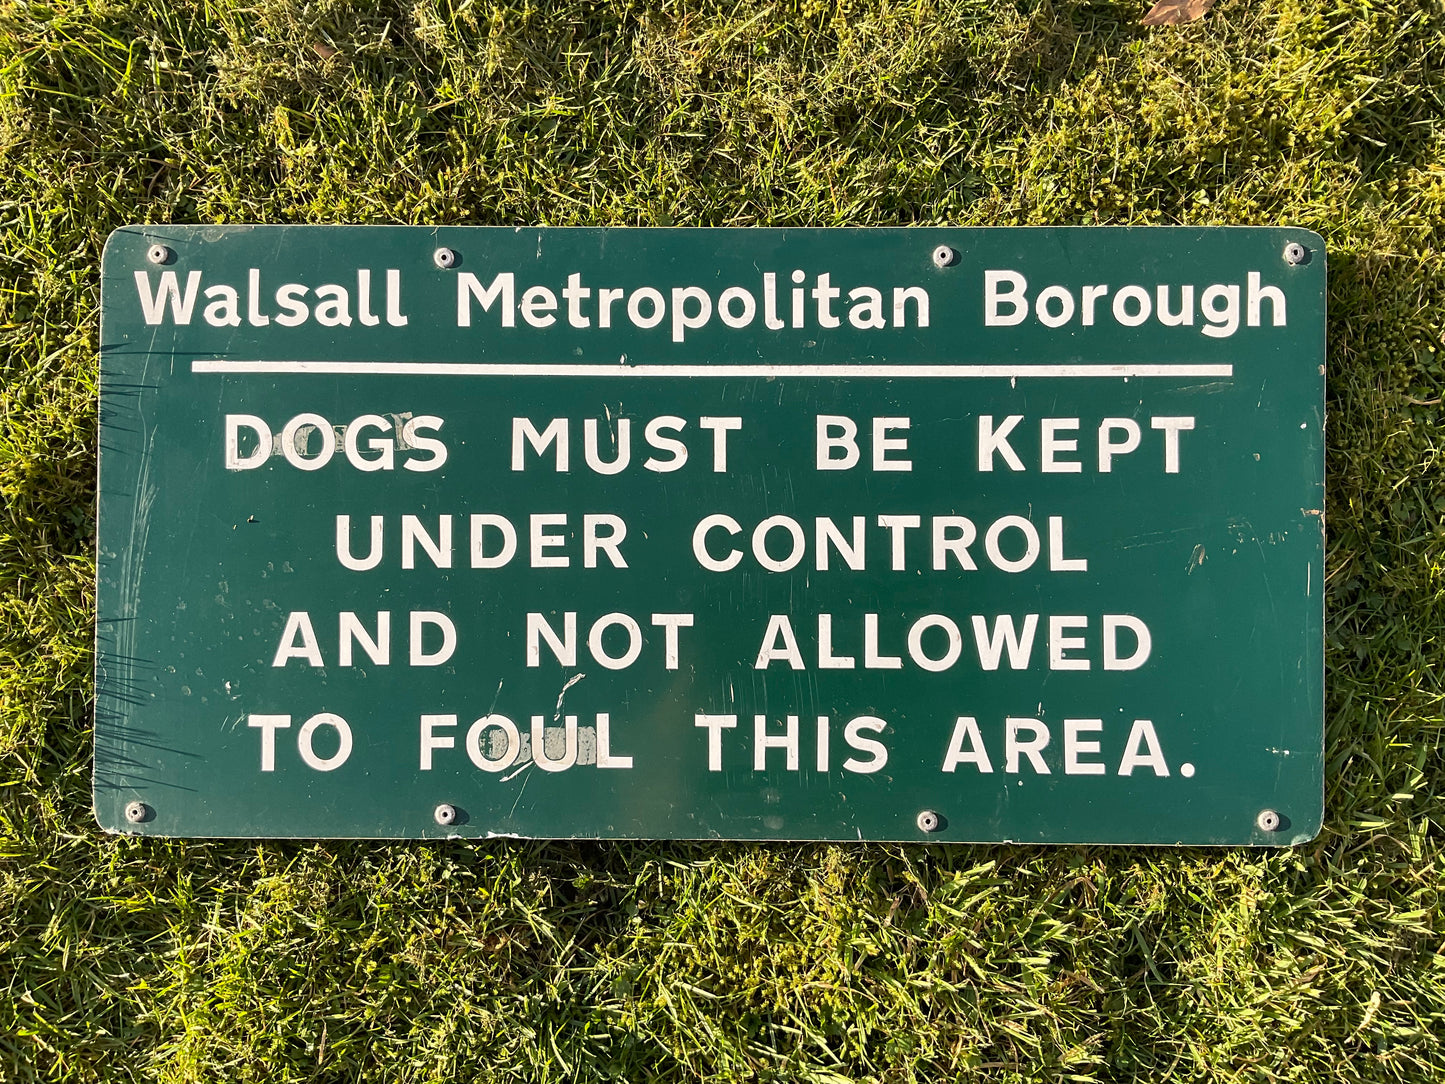 Walsall Metropolitan Borough
DOGS MUST BE KEPT
UNDER CONTROL
AND NOT ALLOWED
TO FOUL THIS AREA.